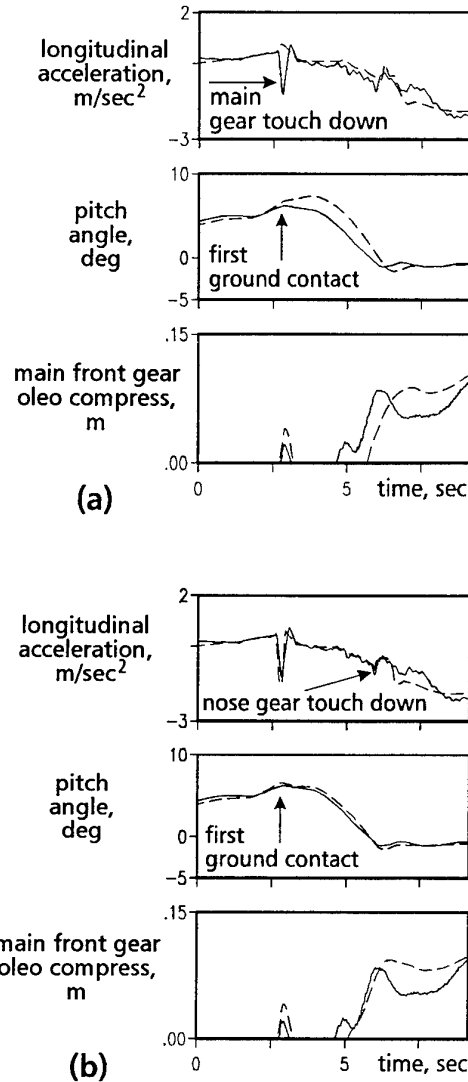 2
longitudinal
acceleration,
m/sec²
main
gear touch down
-3
10
pitch
angle,
deg
0
first
ground contact
-5
.15
main front gear
oleo compress,
m
.00
(a)
0
5
time, sec
2
longitudinal
acceleration,
m/sec²
nose gear touch down
-3
10
pitch
angle,
deg
0
first
ground contact
-5
.15
main front gear
oleo compress,
m
.00
(b)
0
5
time, sec